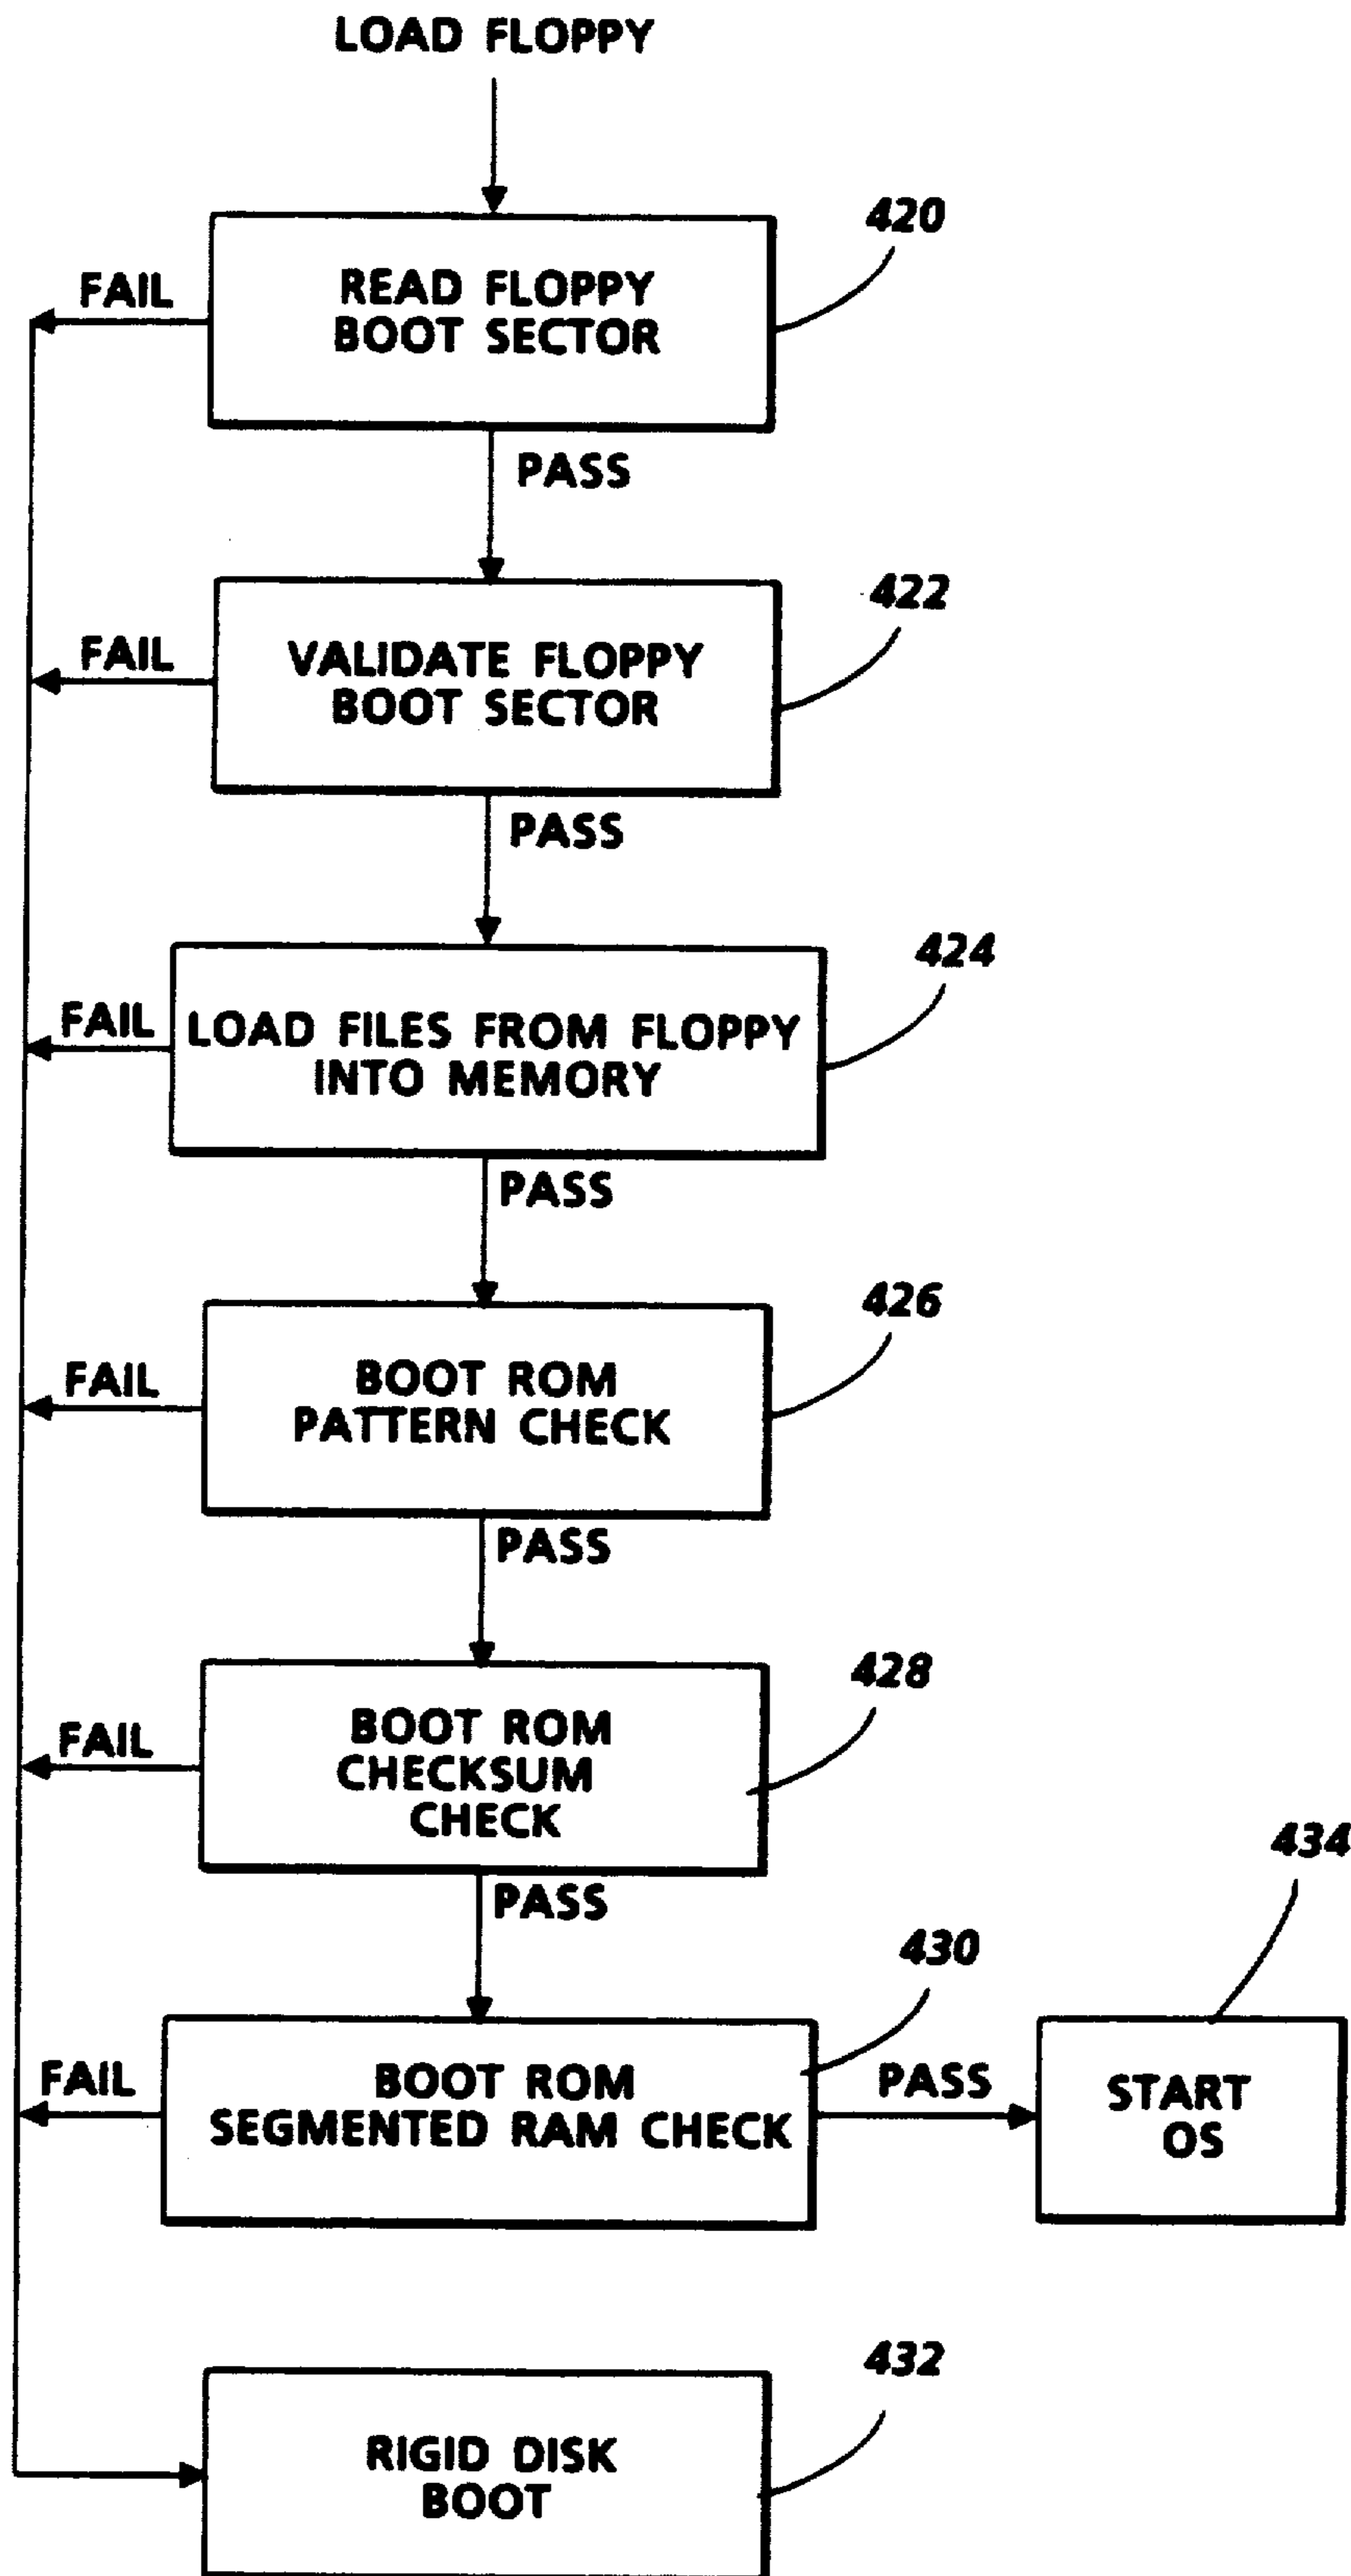 LOAD FLOPPY
420
FAIL
READ FLOPPY
BOOT SECTOR
PASS
422
FAIL
VALIDATE FLOPPY
BOOT SECTOR
PASS
424
FAIL
LOAD FILES FROM FLOPPY
INTO MEMORY
PASS
426
FAIL
BOOT ROM
PATTERN CHECK
PASS
428
FAIL
BOOT ROM
CHECKSUM
CHECK
PASS
434
430
FAIL
BOOT ROM
SEGMENTED RAM CHECK
PASS
START
OS
432
RIGID DISK
BOOT